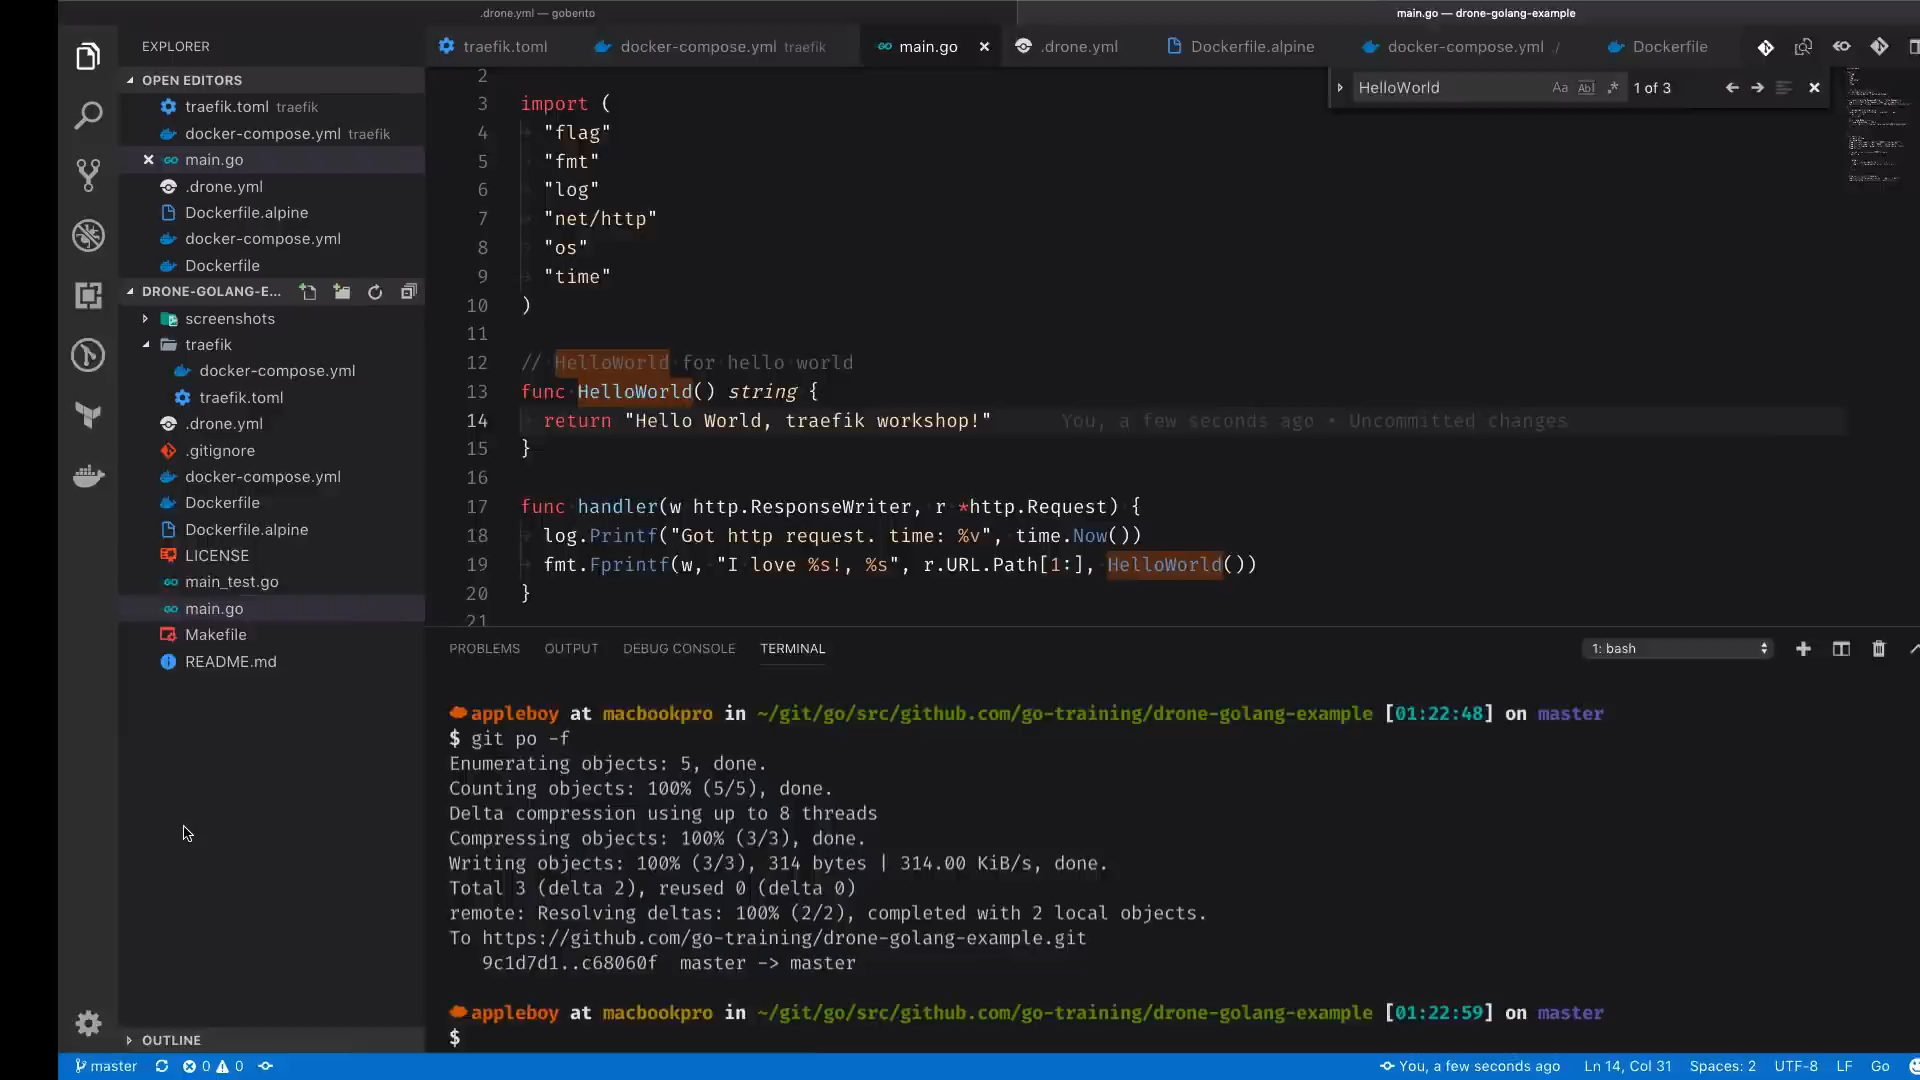 .drone.yml — gobento
main.go — drone-golang-example
EXPLORER
traefik.toml
docker-compose.yml traefik
main.go
.drone.yml
Dockerfile.alpine
docker-compose.yml ./
Dockerfile
OPEN EDITORS
traefik.toml traefik
docker-compose.yml traefik
main.go
.drone.yml
Dockerfile.alpine
docker-compose.yml
Dockerfile
DRONE-GOLANG-E...
screenshots
traefik
docker-compose.yml
traefik.toml
.drone.yml
.gitignore
docker-compose.yml
Dockerfile
Dockerfile.alpine
LICENSE
main_test.go
main.go
Makefile
README.md
OUTLINE
HelloWorld
Aa Abl .*
1 of 3
2
3 import (
4 "flag"
5 "fmt"
6 "log"
7 "net/http"
8 "os"
9 "time"
10 )
11
12 // HelloWorld for hello world
13 func HelloWorld() string {
14 return "Hello World, traefik workshop!" You, a few seconds ago • Uncommitted changes
15 }
16
17 func handler(w http.ResponseWriter, r *http.Request) {
18 log.Printf("Got http request. time: %v", time.Now())
19 fmt.Fprintf(w, "I love %s!, %s", r.URL.Path[1:], HelloWorld())
20 }
21
PROBLEMS OUTPUT DEBUG CONSOLE TERMINAL
1: bash
appleboy at macbookpro in ~/git/go/src/github.com/go-training/drone-golang-example [01:22:48] on master
$ git po -f
Enumerating objects: 5, done.
Counting objects: 100% (5/5), done.
Delta compression using up to 8 threads
Compressing objects: 100% (3/3), done.
Writing objects: 100% (3/3), 314 bytes | 314.00 KiB/s, done.
Total 3 (delta 2), reused 0 (delta 0)
remote: Resolving deltas: 100% (2/2), completed with 2 local objects.
To https://github.com/go-training/drone-golang-example.git
9c1d7d1..c68060f master -> master
appleboy at macbookpro in ~/git/go/src/github.com/go-training/drone-golang-example [01:22:59] on master
$
master 0 0
You, a few seconds ago Ln 14, Col 31 Spaces: 2 UTF-8 LF Go